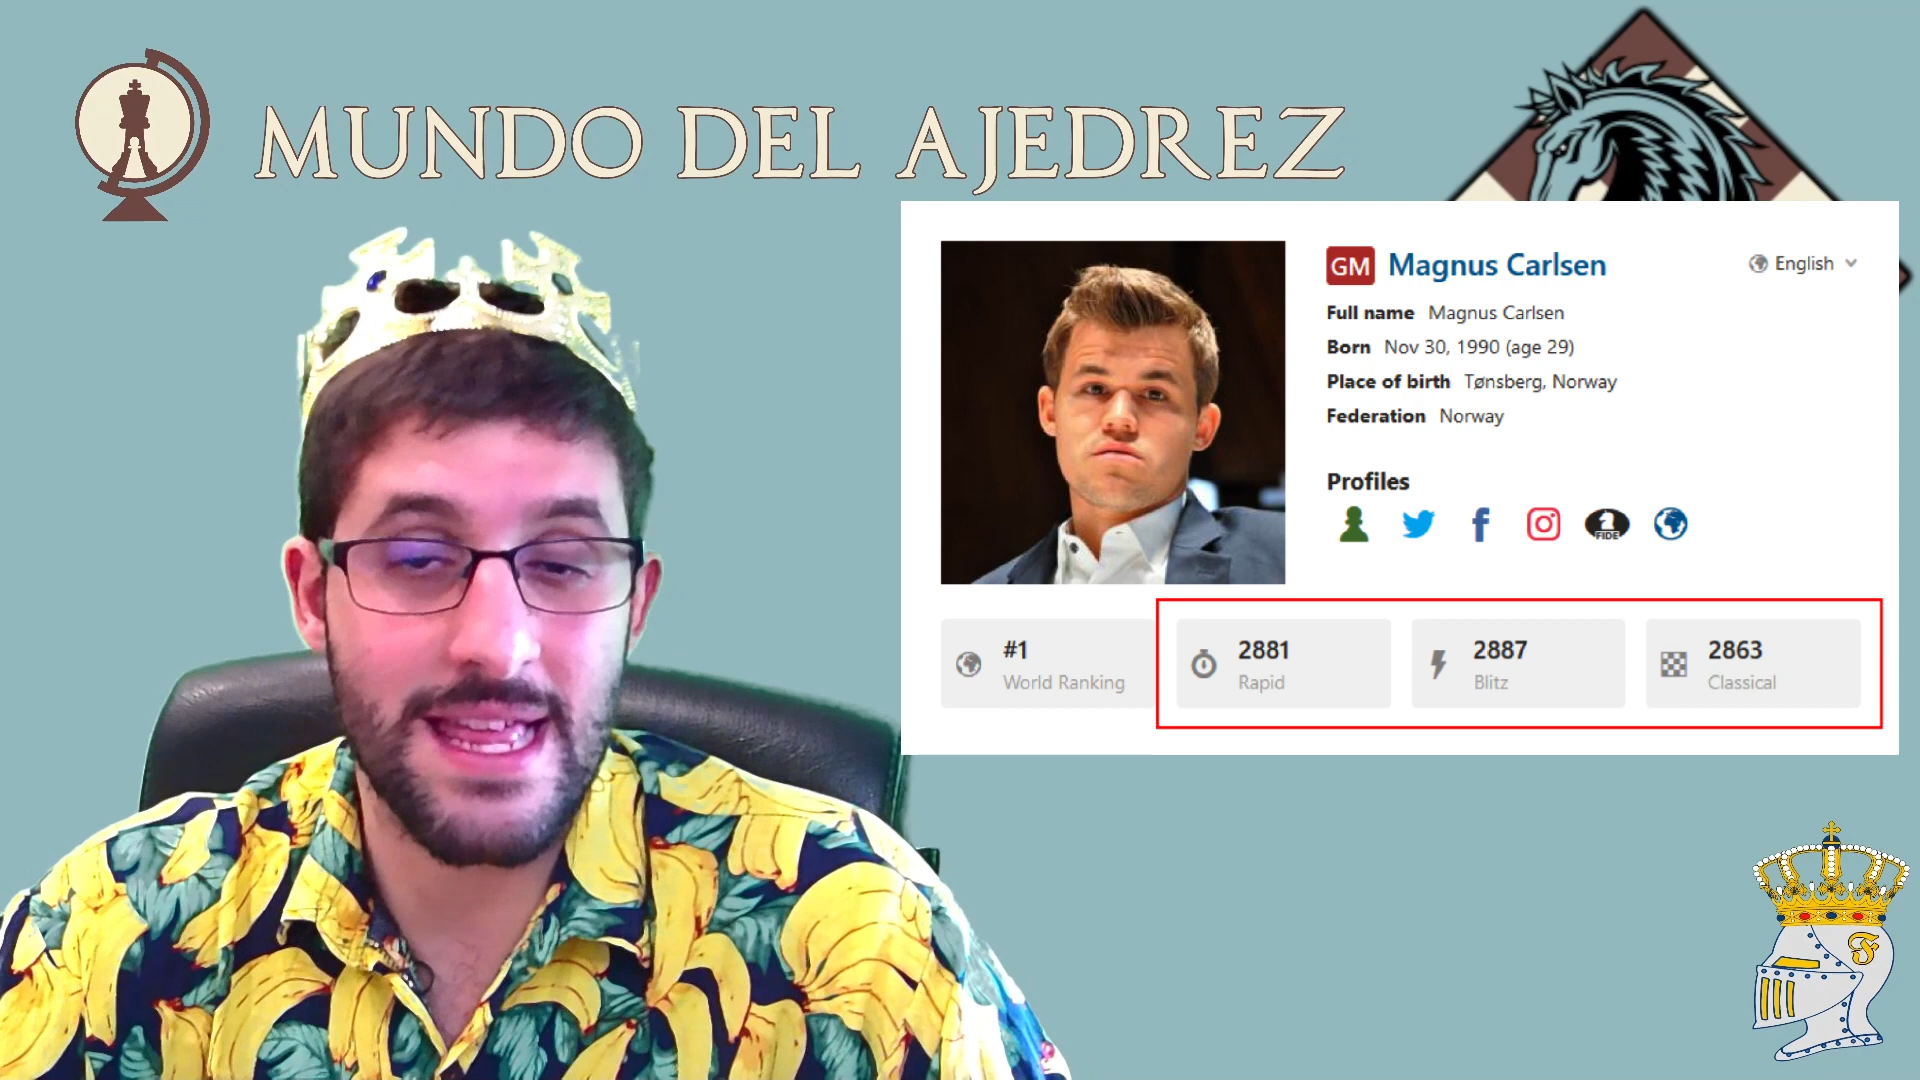 MUNDO DEL AJEDREZ
GM Magnus Carlsen
English
Full name Magnus Carlsen
Born Nov 30, 1990 (age 29)
Place of birth Tønsberg, Norway
Federation Norway
Profiles
FIDE
#1
World Ranking
2881
Rapid
2887
Blitz
2863
Classical
F